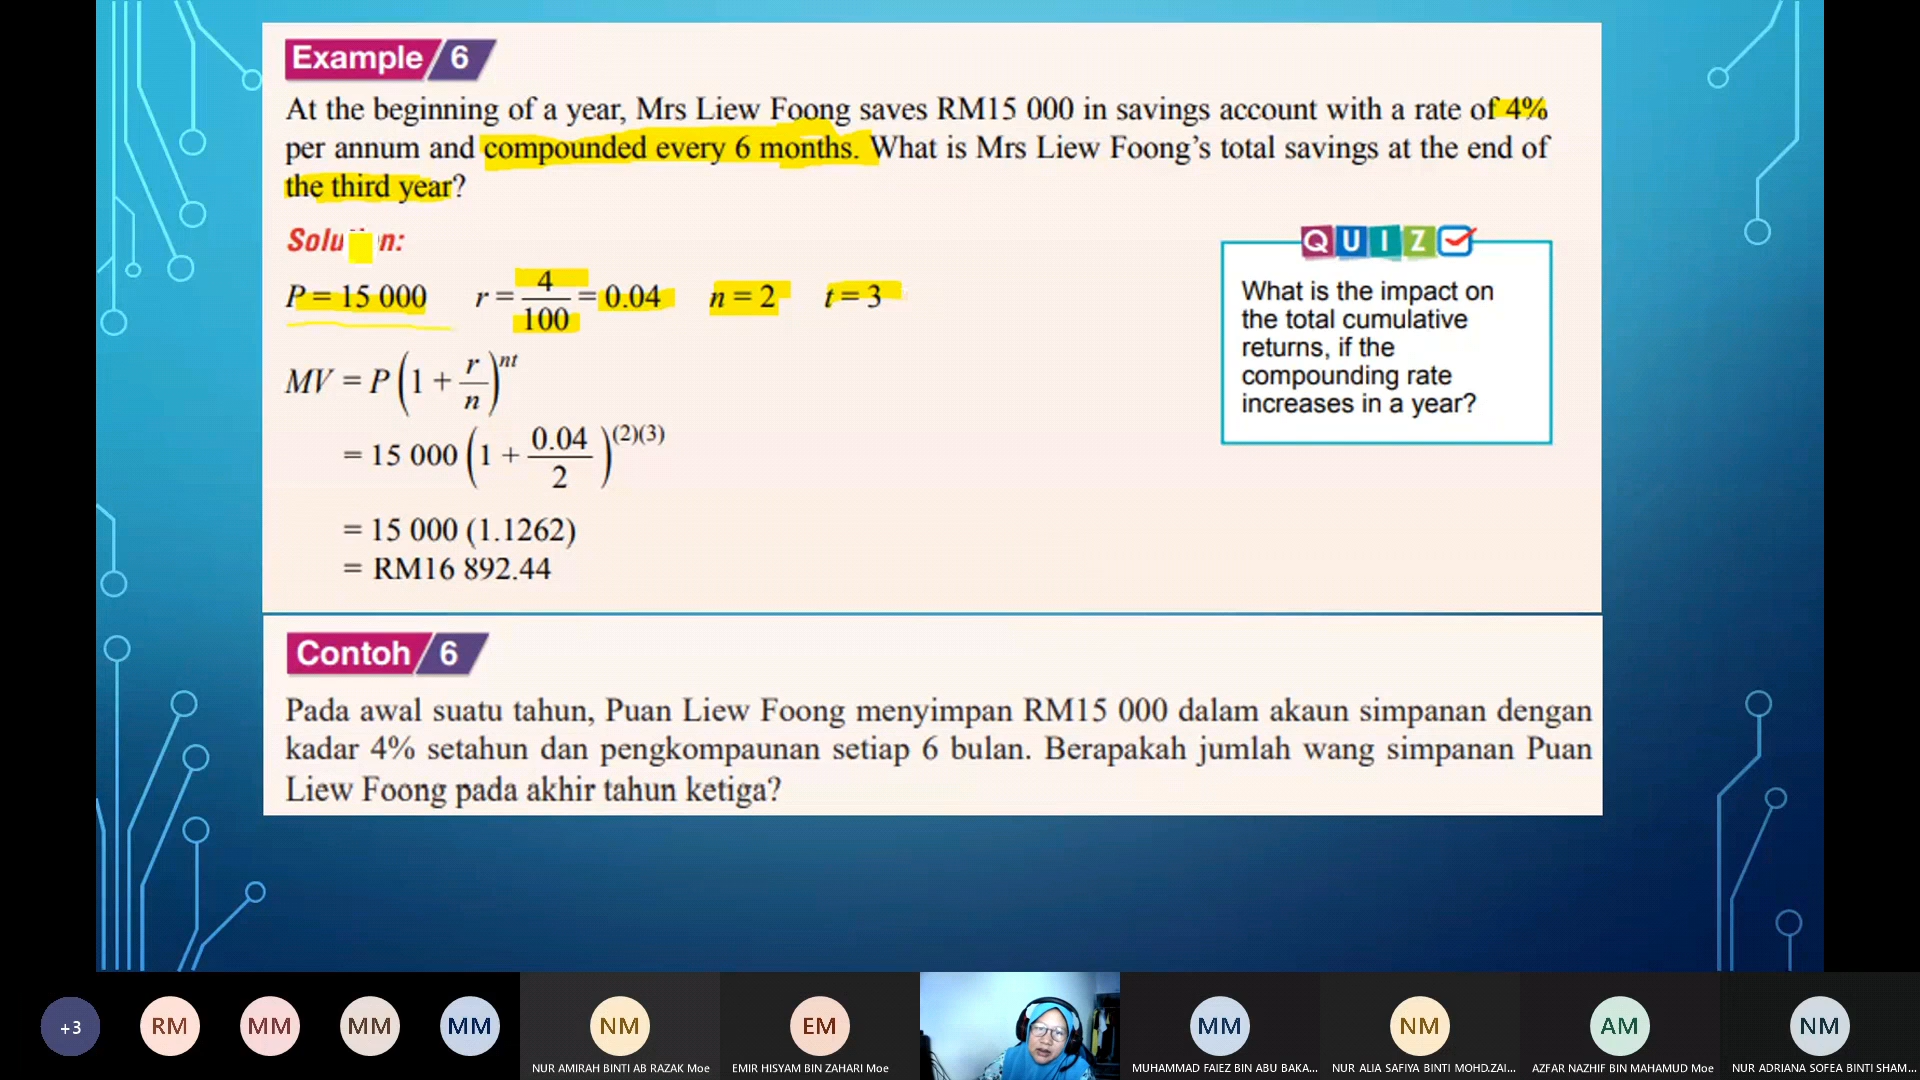 Example 6
At the beginning of a year, Mrs Liew Foong saves RM15 000 in savings account with a rate of 4%
per annum and compounded every 6 months. What is Mrs Liew Foong's total savings at the end of
the third year?
Solu n:
P = 15 000 r = 4/100 = 0.04 n = 2 t = 3
MV = P(1 + r/n)^nt
= 15 000 (1 + 0.04/2)^(2)(3)
= 15 000 (1.1262)
= RM16 892.44
QUIZ
What is the impact on
the total cumulative
returns, if the
compounding rate
increases in a year?
Contoh 6
Pada awal suatu tahun, Puan Liew Foong menyimpan RM15 000 dalam akaun simpanan dengan
kadar 4% setahun dan pengkompaunan setiap 6 bulan. Berapakah jumlah wang simpanan Puan
Liew Foong pada akhir tahun ketiga?
+3 RM MM MM MM NM EM MM NM AM NM
NUR AMIRAH BINTI AB RAZAK Moe EMIR HISYAM BIN ZAHARI Moe MUHAMMAD FAIEZ BIN ABU BAKA... NUR ALIA SAFIYA BINTI MOHD.ZAI... AZFAR NAZHIF BIN MAHAMUD Moe NUR ADRIANA SOFEA BINTI SHAM...